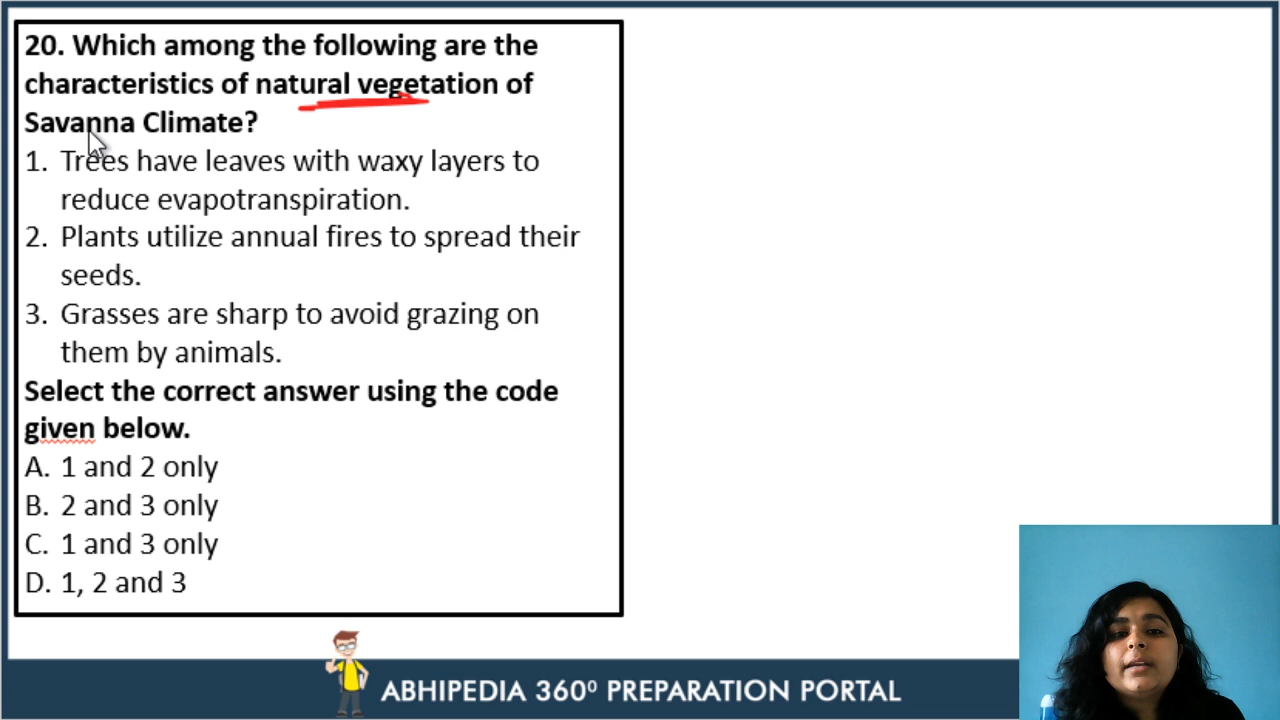 20. Which among the following are the
characteristics of natural vegetation of
Savanna Climate?
1. Trees have leaves with waxy layers to
reduce evapotranspiration.
2. Plants utilize annual fires to spread their
seeds.
3. Grasses are sharp to avoid grazing on
them by animals.
Select the correct answer using the code
given below.
A. 1 and 2 only
B. 2 and 3 only
C. 1 and 3 only
D. 1, 2 and 3
ABHIPEDIA 360⁰ PREPARATION PORTAL